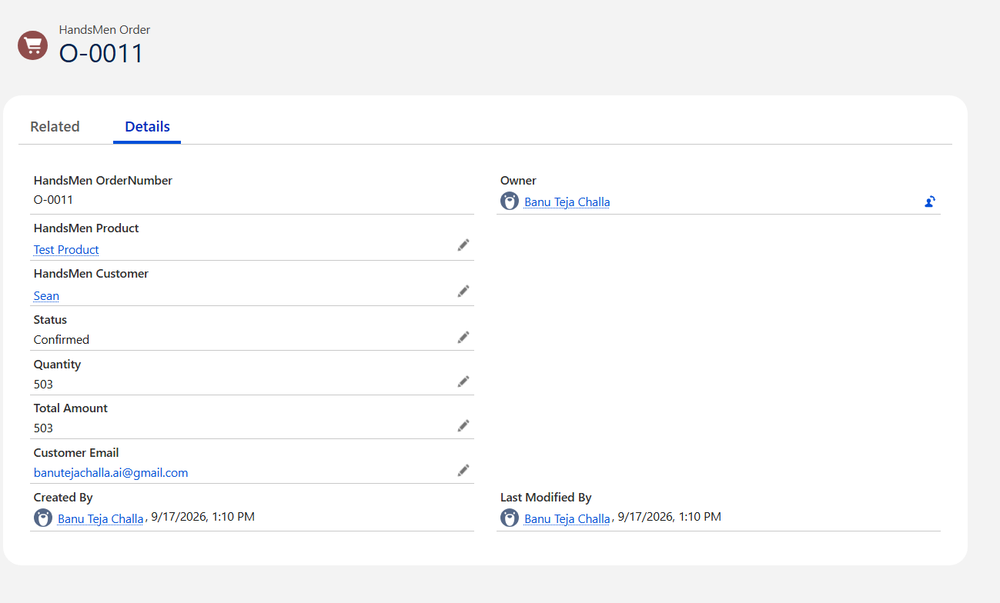 HandsMen Order
O-0011
Related
Details
HandsMen OrderNumber
O-0011
Owner
Banu Teja Challa
HandsMen Product
Test Product
HandsMen Customer
Sean
Status
Confirmed
Quantity
503
Total Amount
503
Customer Email
banutejachalla.ai@gmail.com
Created By
Banu Teja Challa, 9/17/2026, 1:10 PM
Last Modified By
Banu Teja Challa, 9/17/2026, 1:10 PM